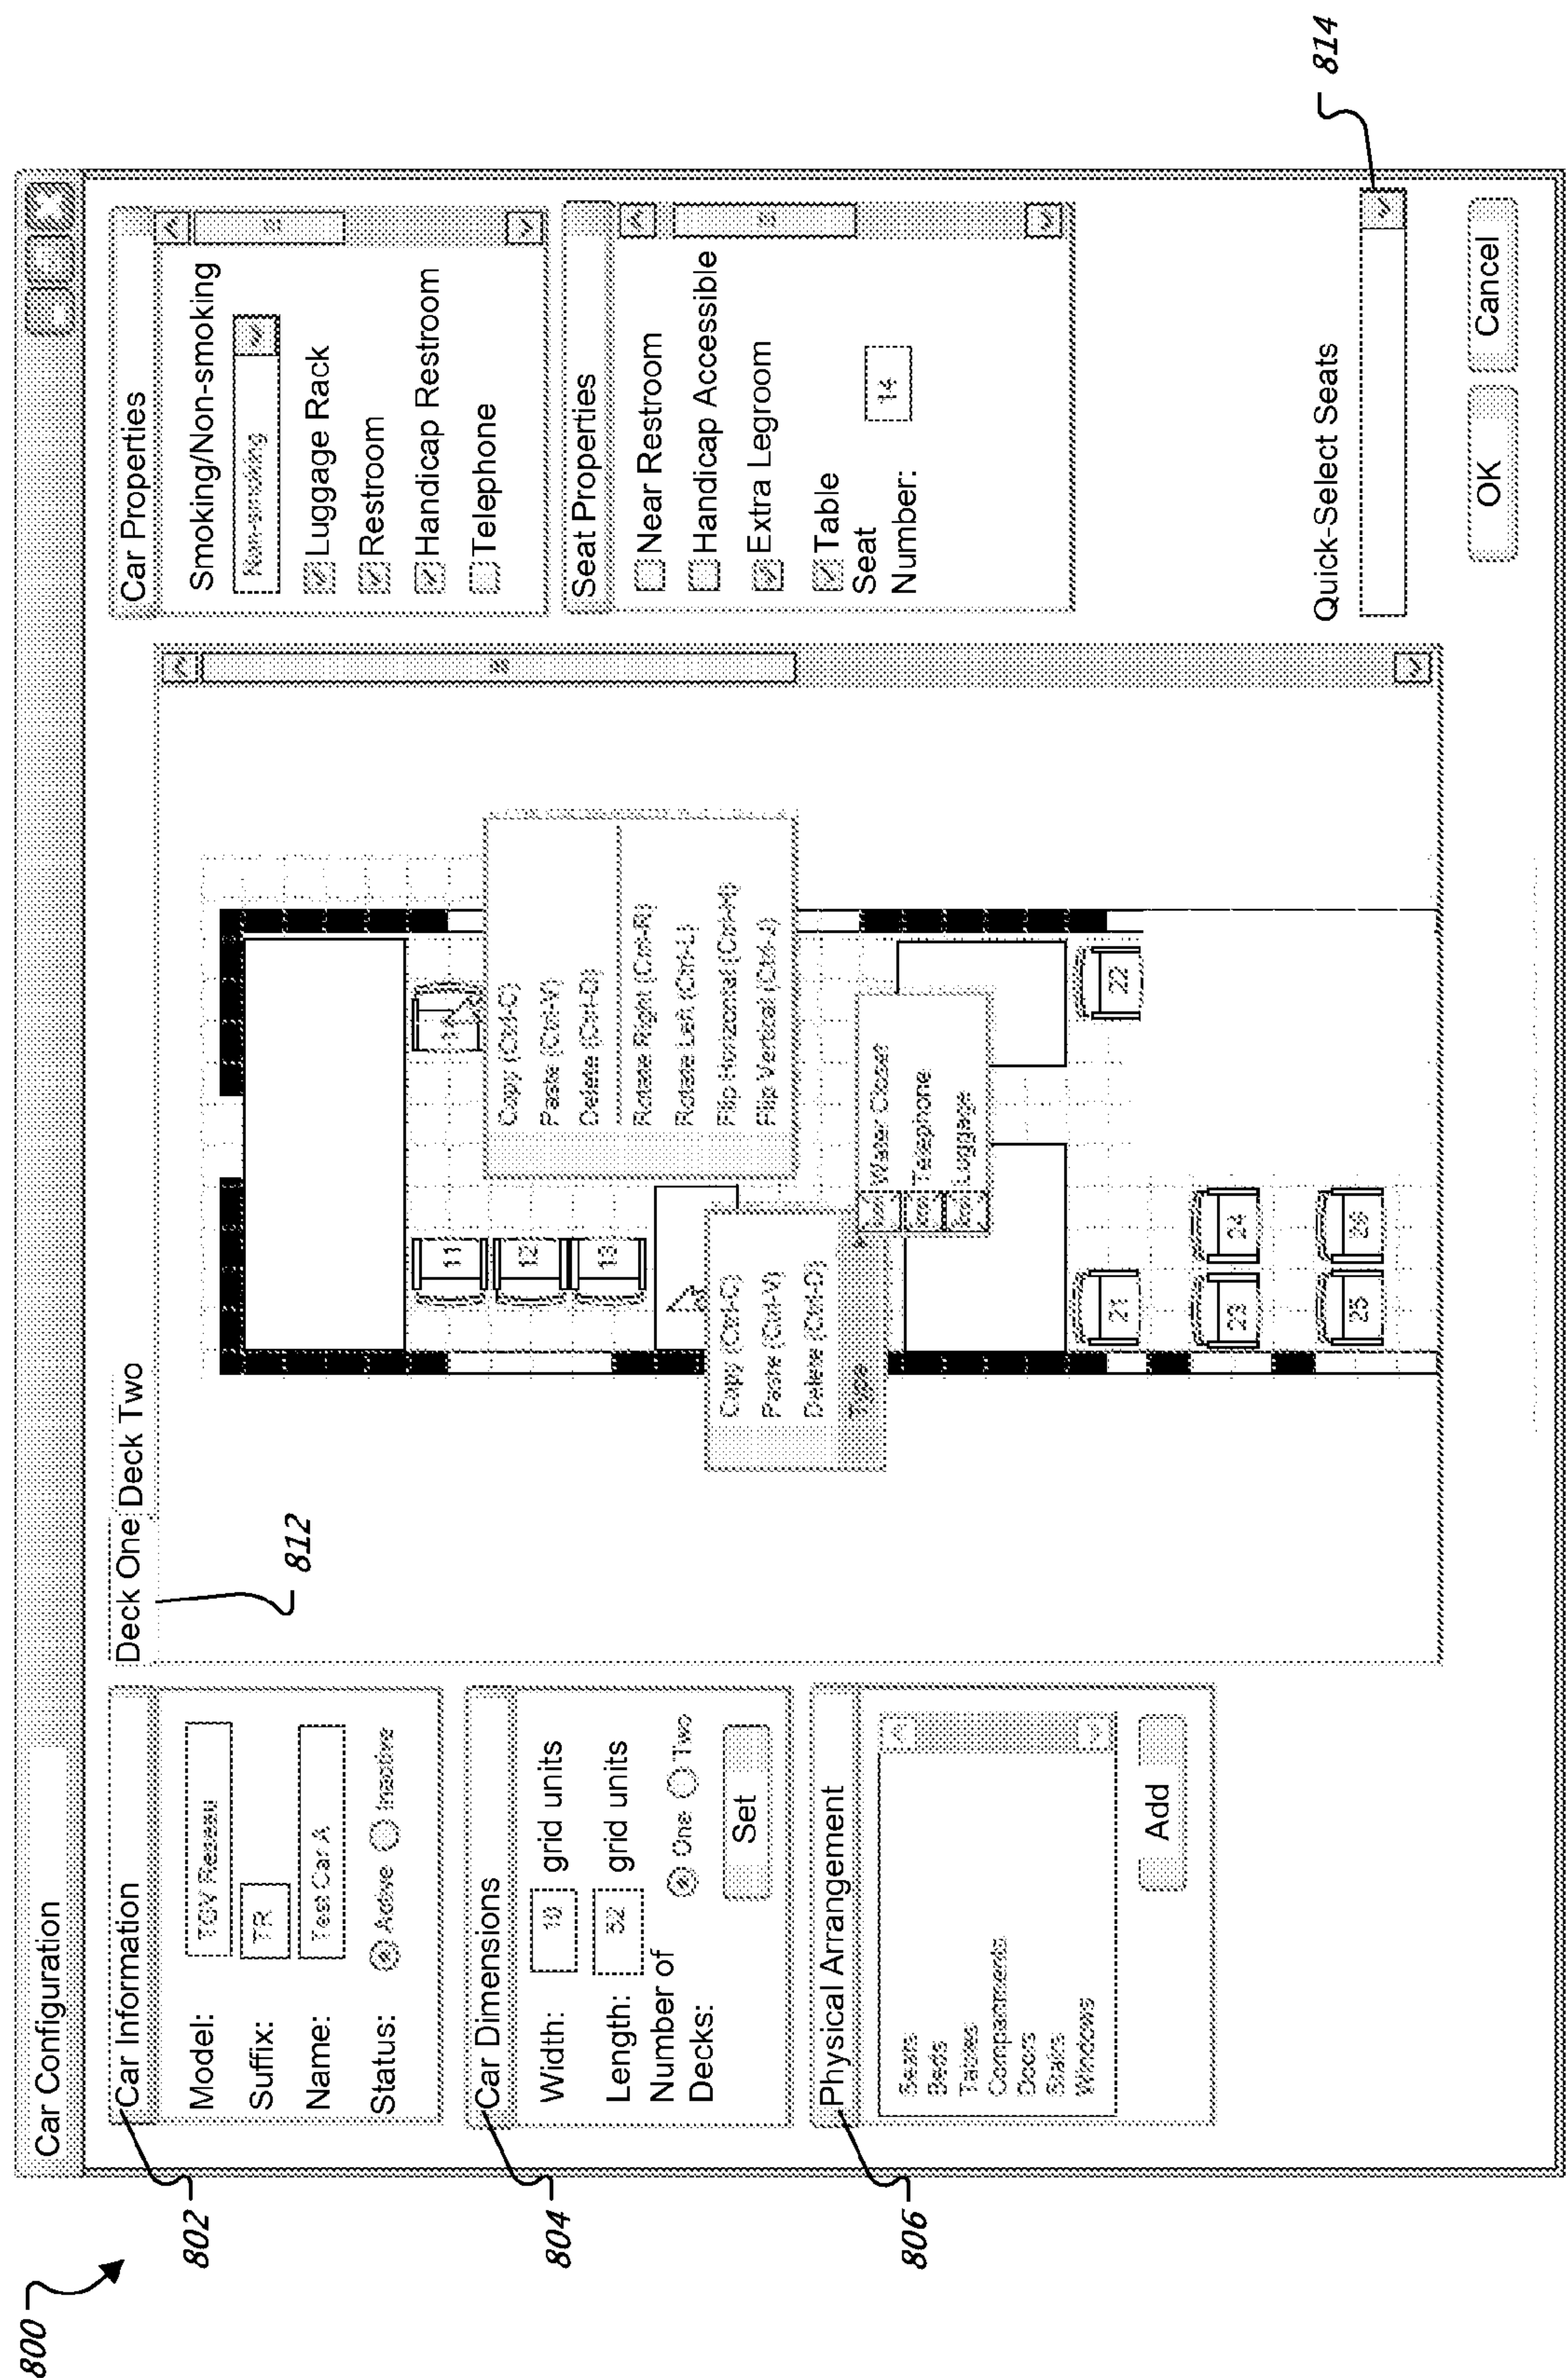 800
Car Configuration
802
Car Information
Model: TGV Reseau
Suffix: TR
Name: Test Car A
Status: Active Inactive
804
Car Dimensions
Width: 18 grid units
Length: 52 grid units
Number of
Decks: One Two
Set
806
Physical Arrangement
Seats
Beds
Tables
Compartments
Doors
Stairs
Windows
Add
Deck One Deck Two
812
11
12
13
Copy (Ctrl-C)
Paste (Ctrl-V)
Delete (Ctrl-D)
Rotate Right (Ctrl-R)
Rotate Left (Ctrl-L)
Flip Horizontal (Ctrl-H)
Flip Vertical (Ctrl-J)
Copy (Ctrl-C)
Paste (Ctrl-V)
Delete (Ctrl-D)
Type
Water Closet
Telephone
Luggage
21
22
23
24
25
26
Car Properties
Smoking/Non-smoking
Non-smoking
Luggage Rack
Restroom
Handicap Restroom
Telephone
Seat Properties
Near Restroom
Handicap Accessible
Extra Legroom
Table
Seat
Number: 14
Quick-Select Seats
814
OK Cancel